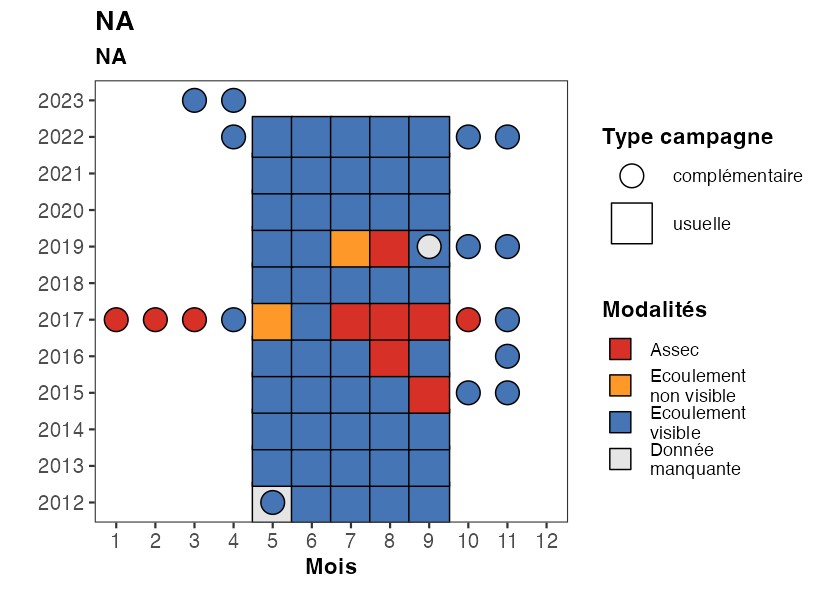 NA
NA
2023
2022
2021
2020
2019
2018
2017
2016
2015
2014
2013
2012
1 2 3 4 5 6 7 8 9 10 11 12
Mois
Type campagne
complémentaire
usuelle
Modalités
Assec
Ecoulement
non visible
Ecoulement
visible
Donnée
manquante